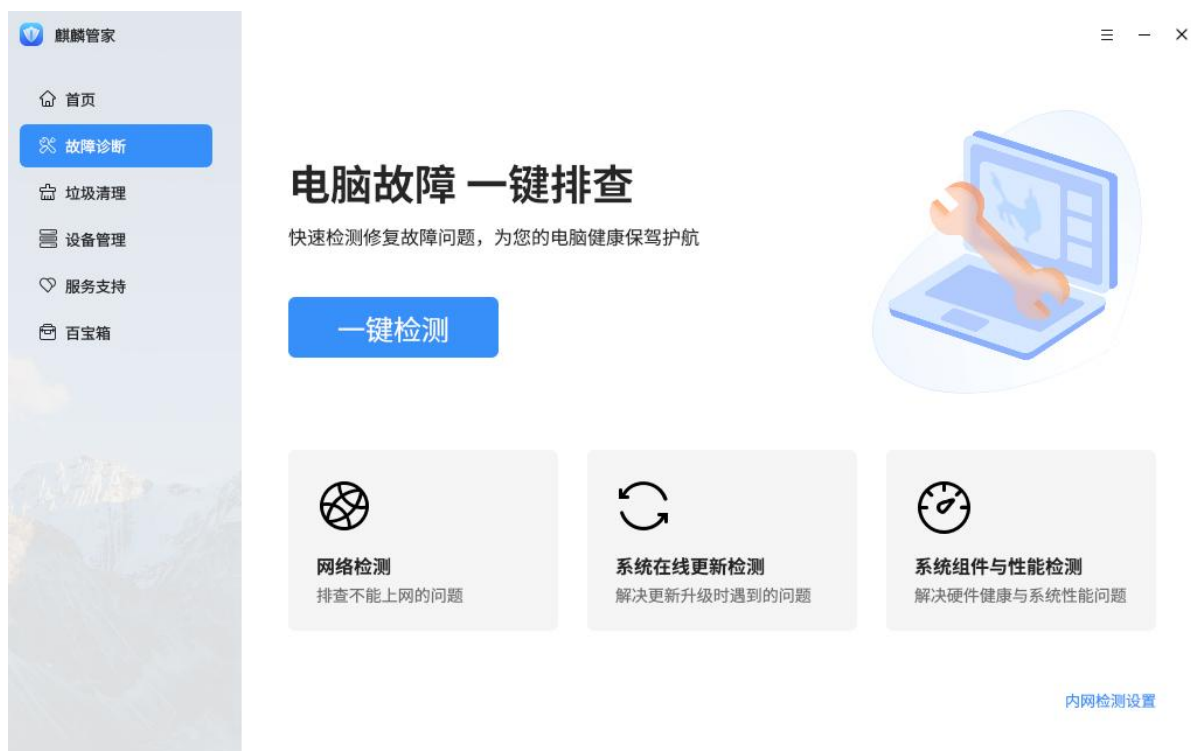 麒麟管家
首页
故障诊断
垃圾清理
设备管理
服务支持
百宝箱
电脑故障 一键排查
快速检测修复故障问题，为您的电脑健康保驾护航
一键检测
网络检测
排查不能上网的问题
系统在线更新检测
解决更新升级时遇到的问题
系统组件与性能检测
解决硬件健康与系统性能问题
内网检测设置